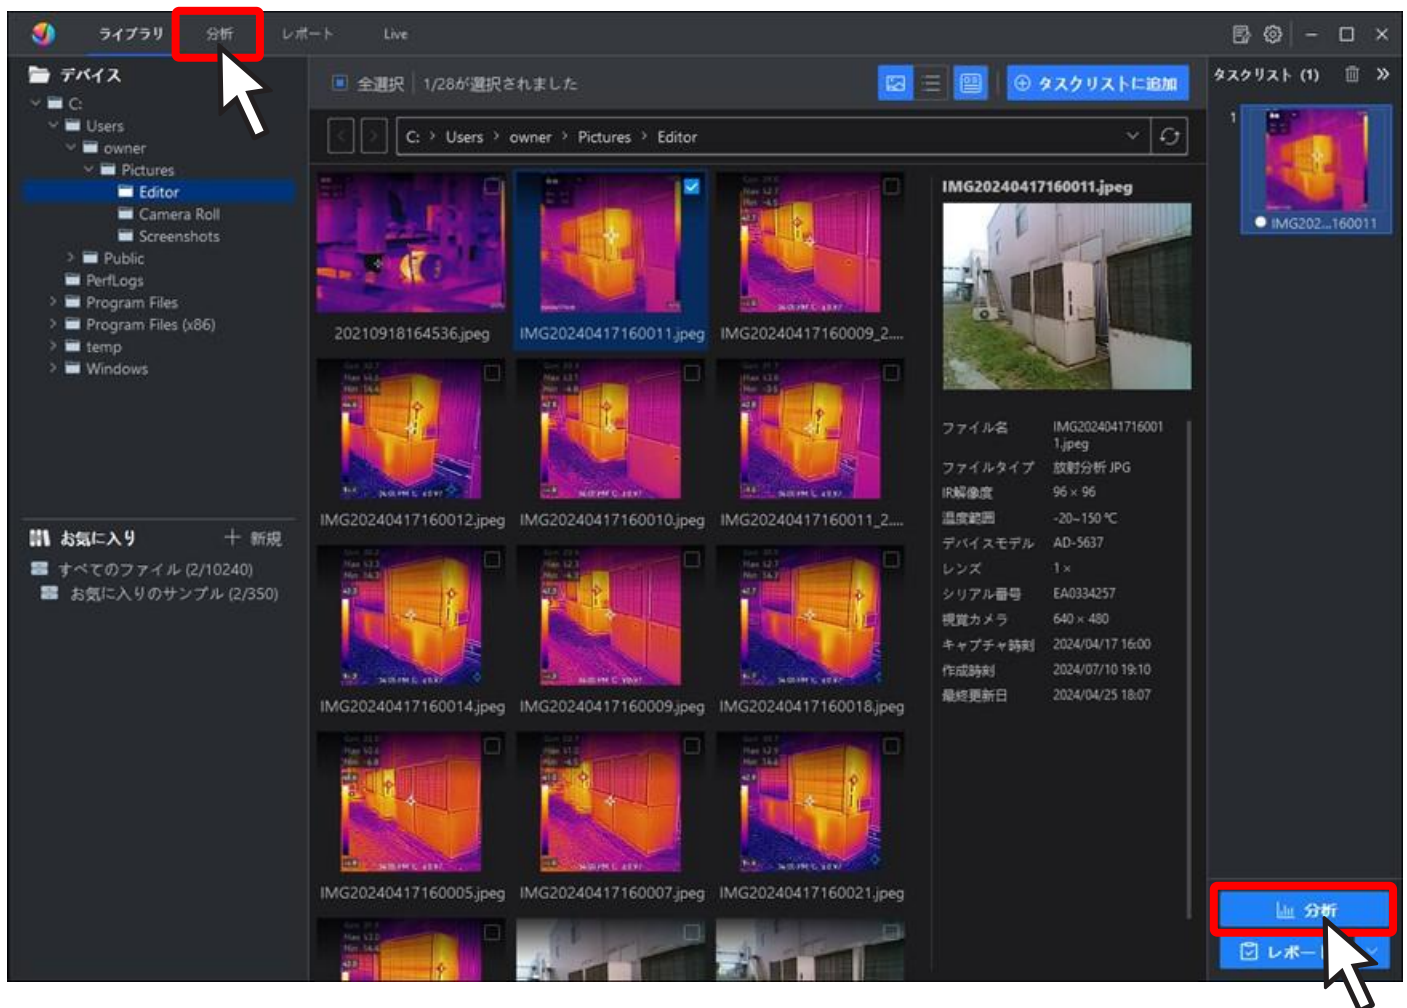 ライブラリ
分析
レポート
Live
デバイス
C:
Users
owner
Pictures
Editor
Camera Roll
Screenshots
Public
PerfLogs
Program Files
Program Files (x86)
temp
Windows
お気に入り
＋ 新規
すべてのファイル (2/10240)
お気に入りのサンプル (2/350)
全選択
1/28が選択されました
タスクリストに追加
C: > Users > owner > Pictures > Editor
20210918164536.jpeg
IMG20240417160011.jpeg
IMG20240417160009_2....
IMG20240417160012.jpeg
IMG20240417160010.jpeg
IMG20240417160011_2....
IMG20240417160014.jpeg
IMG20240417160009.jpeg
IMG20240417160018.jpeg
IMG20240417160005.jpeg
IMG20240417160007.jpeg
IMG20240417160021.jpeg
IMG20240417160011.jpeg
ファイル名 IMG2024041716001
1.jpeg
ファイルタイプ 放射分析 JPG
IR解像度 96 × 96
温度範囲 -20~150 ℃
デバイスモデル AD-5637
レンズ 1 ×
シリアル番号 EA0334257
視覚カメラ 640 × 480
キャプチャ時刻 2024/04/17 16:00
作成時刻 2024/07/10 19:10
最終更新日 2024/04/25 18:07
タスクリスト (1)
1
IMG202...160011
分析